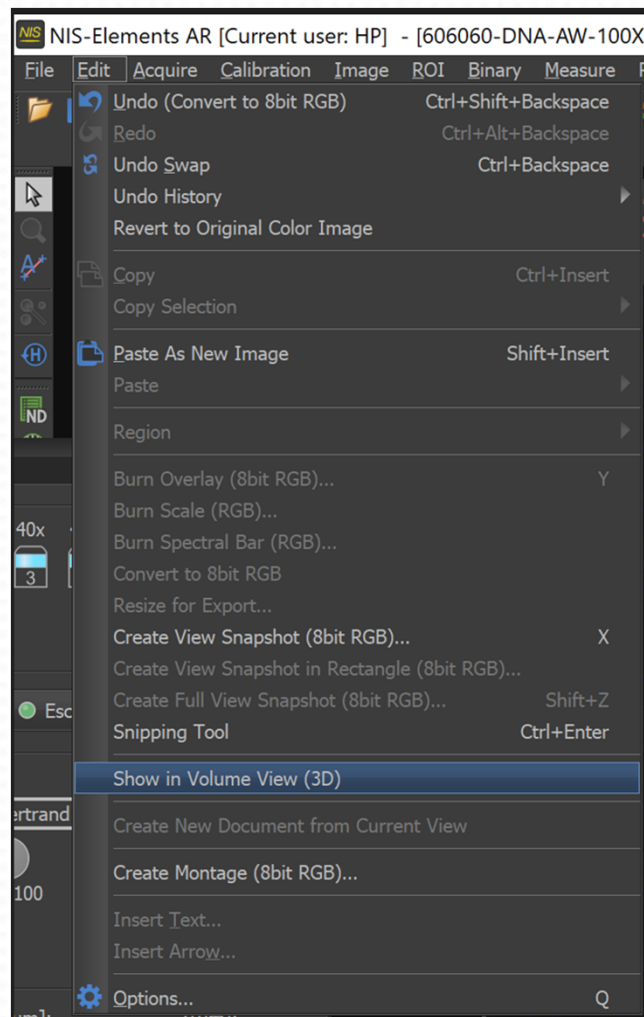 NIS NIS-Elements AR [Current user: HP] - [606060-DNA-AW-100X
File Edit Acquire Calibration Image ROI Binary Measure
Undo (Convert to 8bit RGB) Ctrl+Shift+Backspace
Redo Ctrl+Alt+Backspace
Undo Swap Ctrl+Backspace
Undo History
Revert to Original Color Image
Copy Ctrl+Insert
Copy Selection
Paste As New Image Shift+Insert
Paste
ND
Region
Burn Overlay (8bit RGB)... Y
Burn Scale (RGB)...
40x
Burn Spectral Bar (RGB)...
3
Convert to 8bit RGB
Resize for Export...
Create View Snapshot (8bit RGB)... X
Create View Snapshot in Rectangle (8bit RGB)...
Create Full View Snapshot (8bit RGB)... Shift+Z
Esc
Snipping Tool Ctrl+Enter
Show in Volume View (3D)
ertrand
Create New Document from Current View
Create Montage (8bit RGB)...
100
Insert Text...
Insert Arrow...
Options... Q